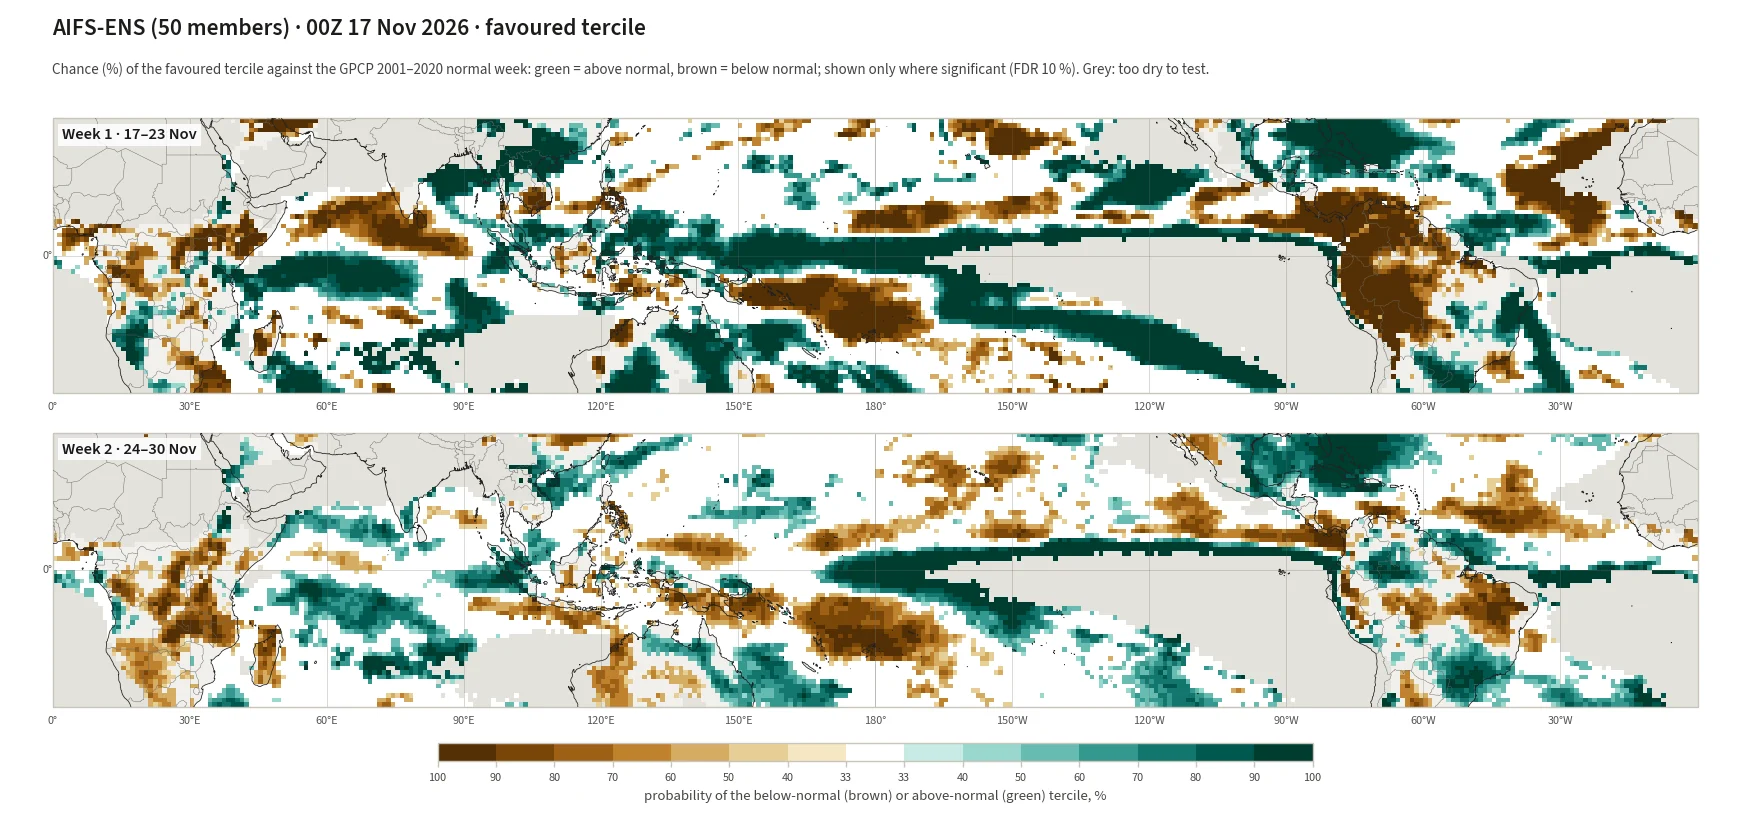 AIFS-ENS (50 members) · 00Z 17 Nov 2026 · favoured tercile
Chance (%) of the favoured tercile against the GPCP 2001–2020 normal week: green = above normal, brown = below normal; shown only where significant (FDR 10 %). Grey: too dry to test.
Week 1 · 17–23 Nov
0°
0° 30°E 60°E 90°E 120°E 150°E 180° 150°W 120°W 90°W 60°W 30°W
Week 2 · 24–30 Nov
0°
0° 30°E 60°E 90°E 120°E 150°E 180° 150°W 120°W 90°W 60°W 30°W
100 90 80 70 60 50 40 33 33 40 50 60 70 80 90 100
probability of the below-normal (brown) or above-normal (green) tercile, %